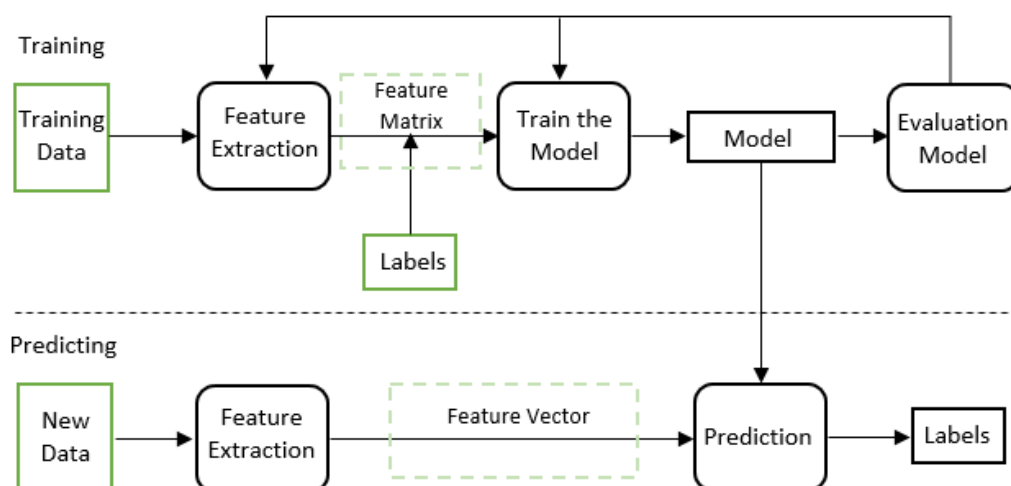 Training
Training
Data
Feature
Extraction
Feature
Matrix
Train the
Model
Model
Evaluation
Model
Labels
Predicting
New
Data
Feature
Extraction
Feature Vector
Prediction
Labels